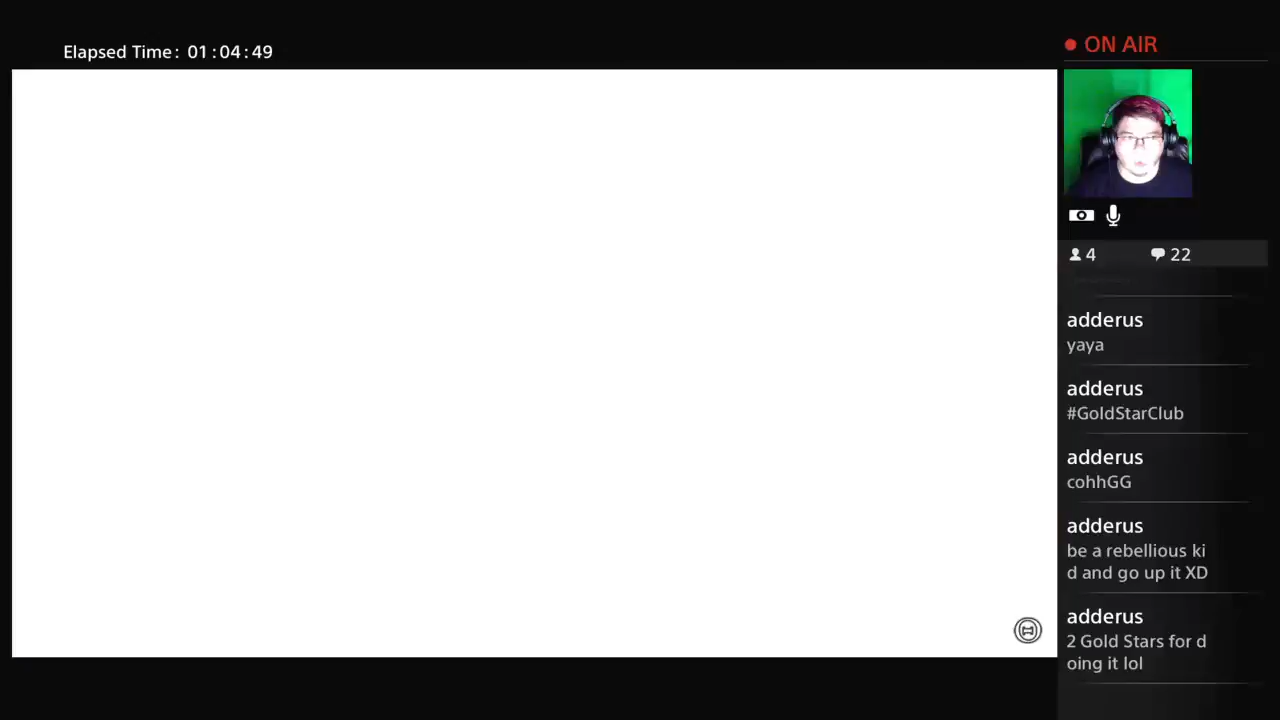 Elapsed Time: 01:04:49
ON AIR
4 22
adderus
yaya
adderus
#GoldStarClub
adderus
cohhGG
adderus
be a rebellious ki
d and go up it XD
adderus
2 Gold Stars for d
oing it lol